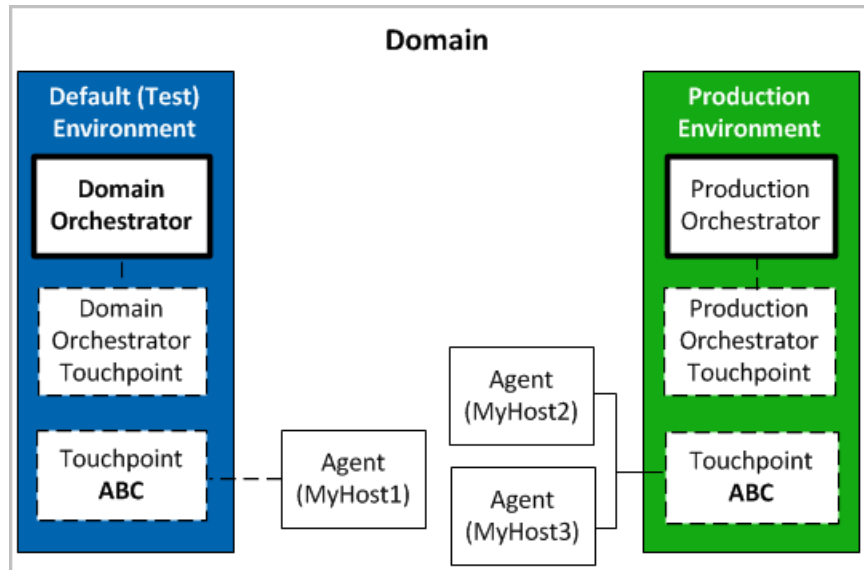 Domain
Default (Test)
Environment
Domain
Orchestrator
Domain
Orchestrator
Touchpoint
Touchpoint
ABC
Agent
(MyHost1)
Agent
(MyHost2)
Agent
(MyHost3)
Production
Environment
Production
Orchestrator
Production
Orchestrator
Touchpoint
Touchpoint
ABC